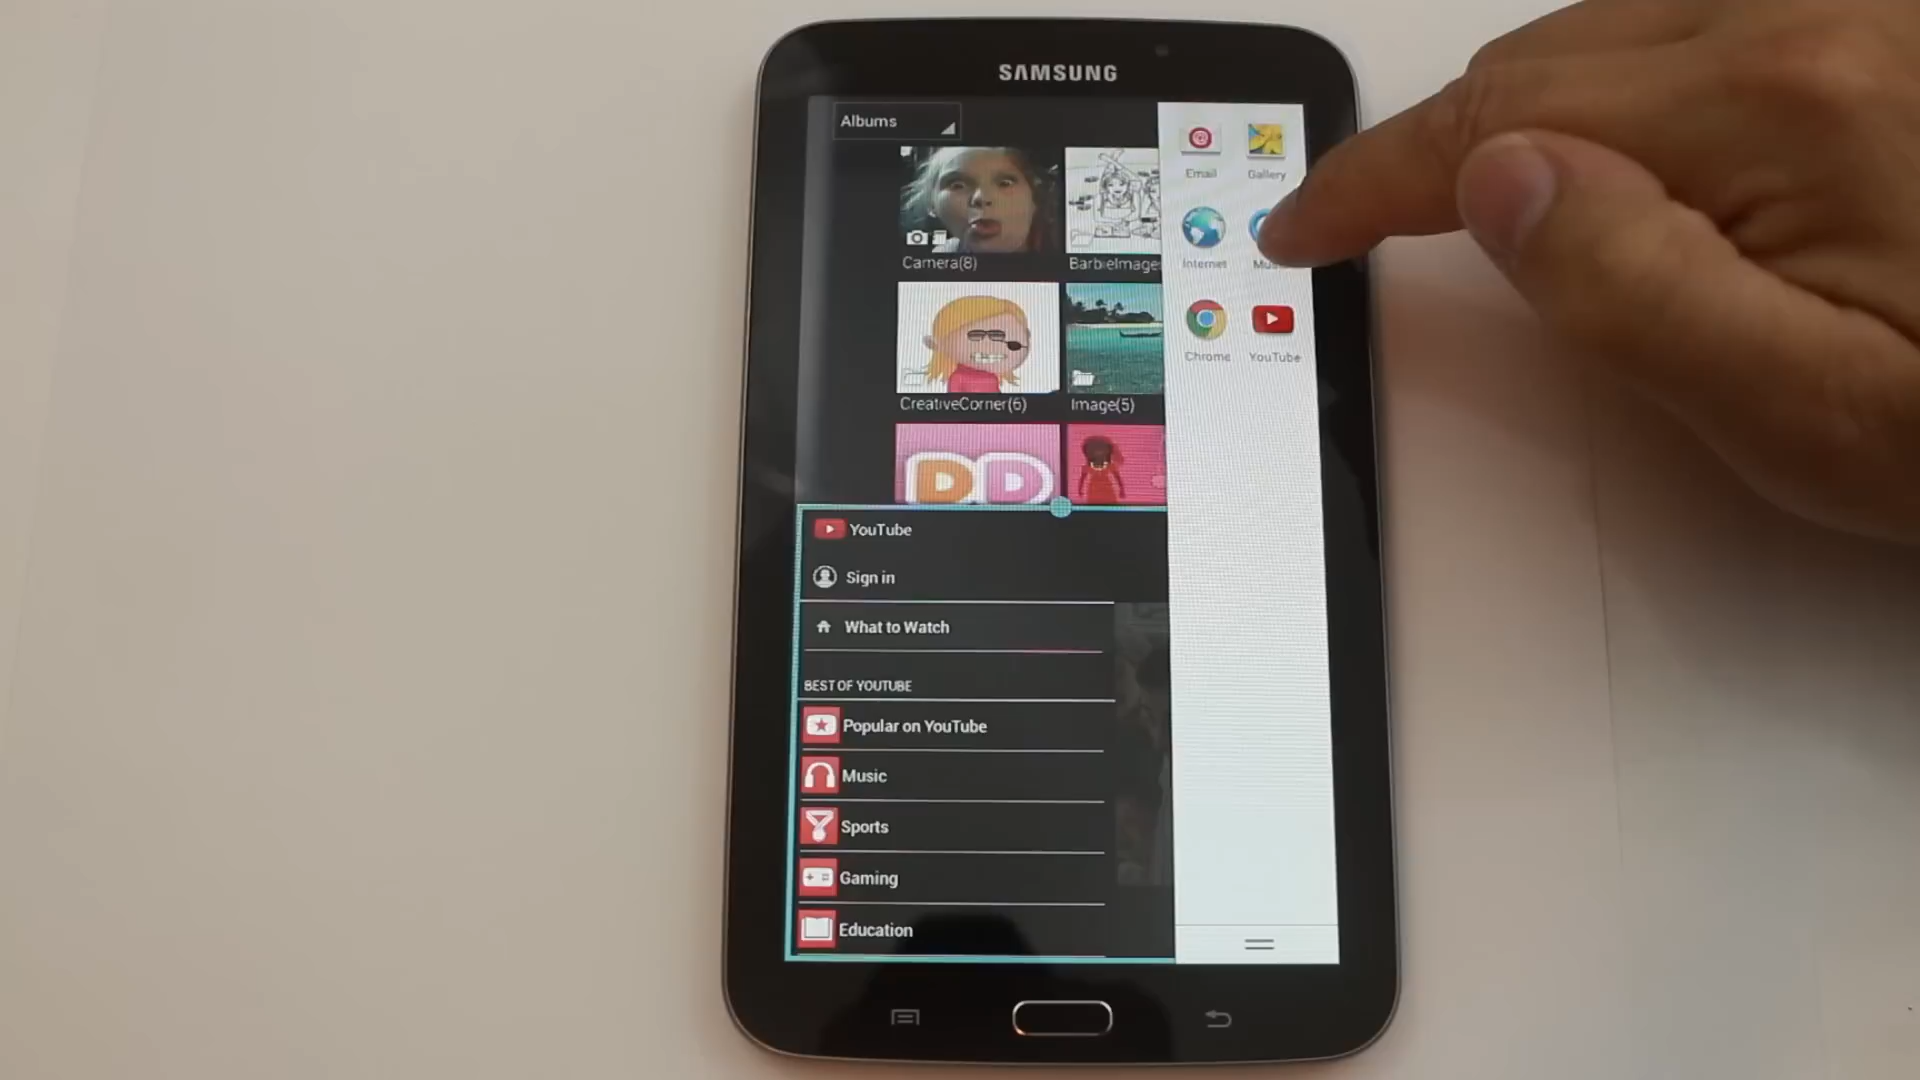 SAMSUNG
Albums
Camera(8)
BarbieImage
CreativeCorner(6)
Image(5)
DD
Email
Gallery
Internet
Chrome
YouTube
YouTube
Sign in
What to Watch
BEST OF YOUTUBE
Popular on YouTube
Music
Sports
Gaming
Education